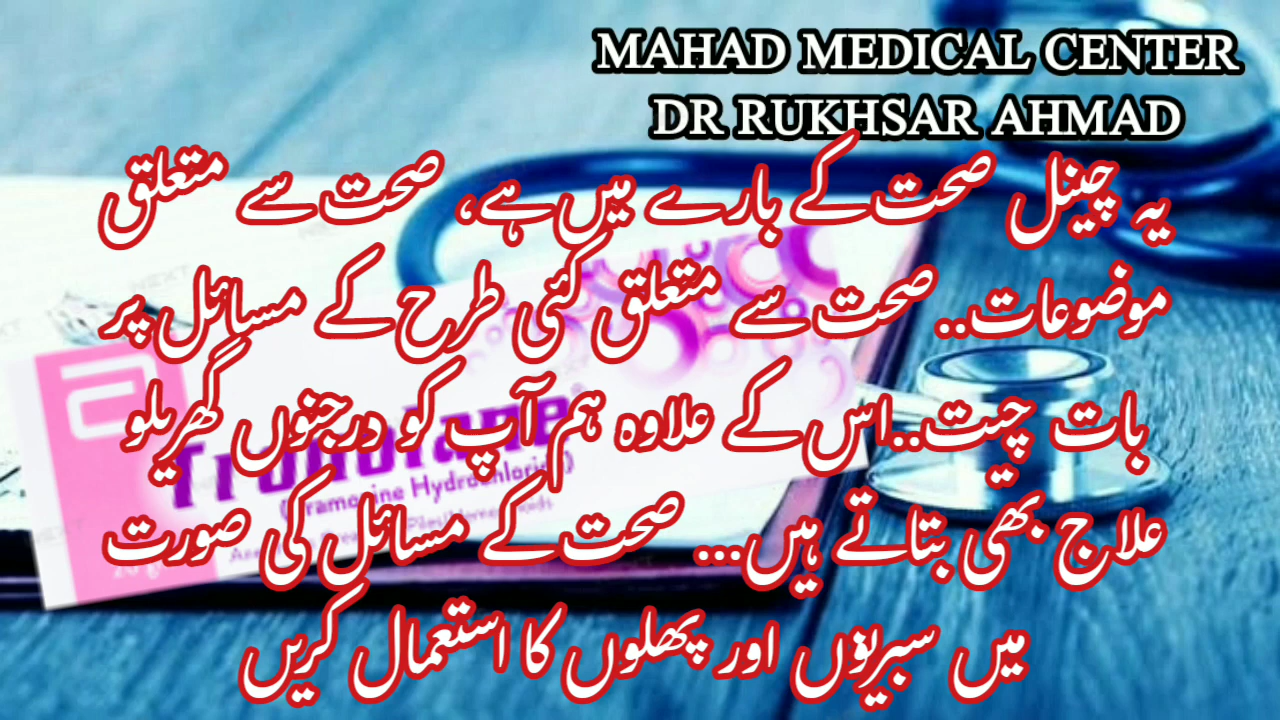 MAHAD MEDICAL CENTER
DR RUKHSAR AHMAD
یہ چینل صحت کے بارے میں ہے، صحت سے متعلق
موضوعات.. صحت سے متعلق کئی طرح کے مسائل پر
بات چیت..اس کے علاوہ ہم آپ کو درجنوں گھریلو
علاج بھی بتاتے ہیں... صحت کے مسائل کی صورت
میں سبزیوں اور پھلوں کا استعمال کریں
Tronolane
Hydrochloride)